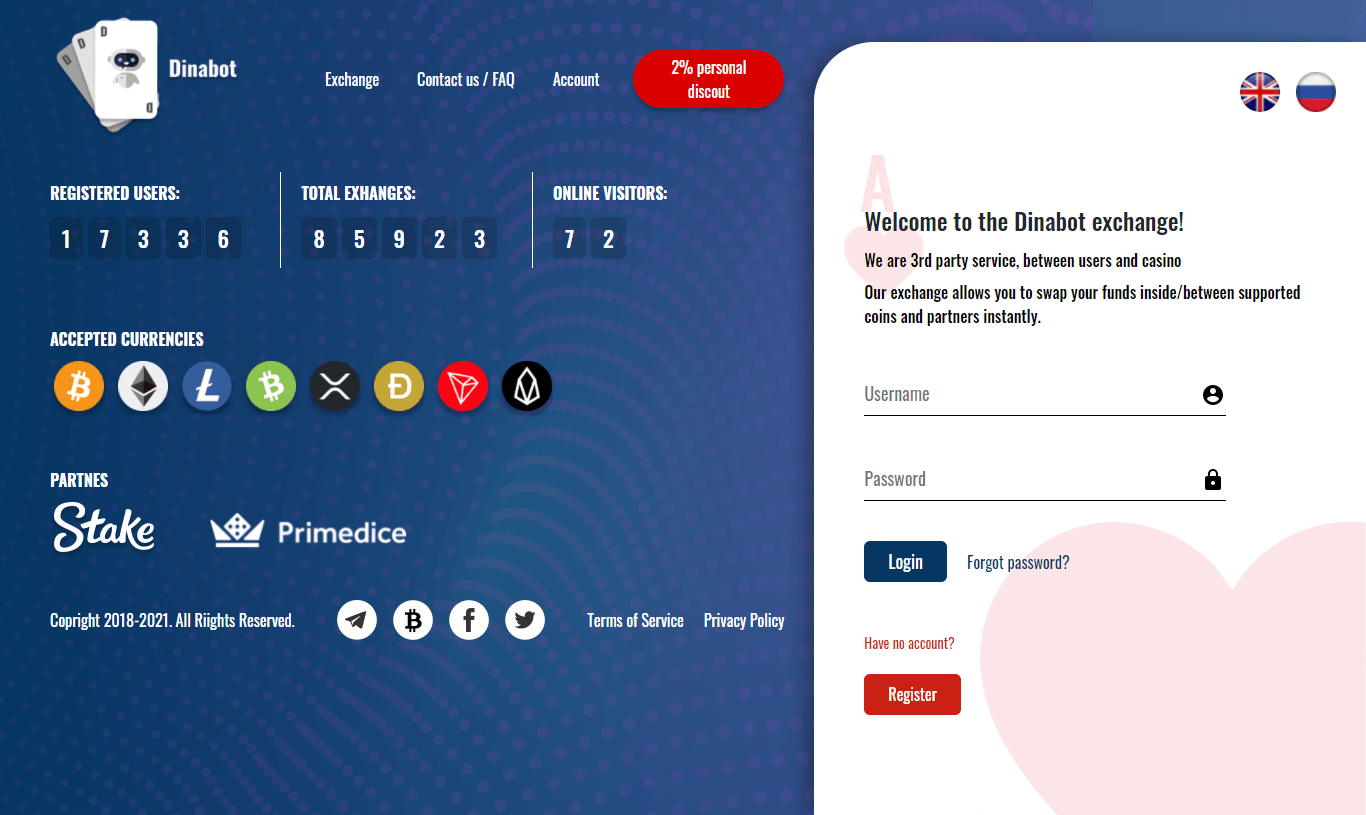 D
D
D
D
Dinabot
Exchange
Contact us / FAQ
Account
2% personal
discout
REGISTERED USERS:
1 7 3 3 6
TOTAL EXHANGES:
8 5 9 2 3
ONLINE VISITORS:
7 2
ACCEPTED CURRENCIES
PARTNES
Stake
Primedice
Copright 2018-2021. All Riights Reserved.
Terms of Service
Privacy Policy
A
Welcome to the Dinabot exchange!
We are 3rd party service, between users and casino
Our exchange allows you to swap your funds inside/between supported
coins and partners instantly.
Username
Password
Login
Forgot password?
Have no account?
Register